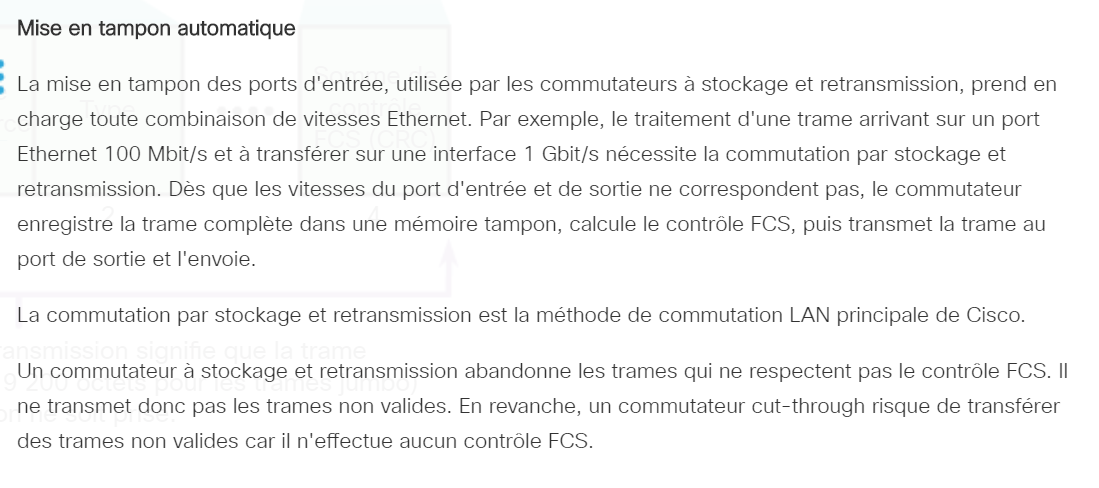 Mise en tampon automatique
La mise en tampon des ports d'entrée, utilisée par les commutateurs à stockage et retransmission, prend en
charge toute combinaison de vitesses Ethernet. Par exemple, le traitement d'une trame arrivant sur un port
Ethernet 100 Mbit/s et à transférer sur une interface 1 Gbit/s nécessite la commutation par stockage et
retransmission. Dès que les vitesses du port d'entrée et de sortie ne correspondent pas, le commutateur
enregistre la trame complète dans une mémoire tampon, calcule le contrôle FCS, puis transmet la trame au
port de sortie et l'envoie.
La commutation par stockage et retransmission est la méthode de commutation LAN principale de Cisco.
Un commutateur à stockage et retransmission abandonne les trames qui ne respectent pas le contrôle FCS. Il
ne transmet donc pas les trames non valides. En revanche, un commutateur cut-through risque de transférer
des trames non valides car il n'effectue aucun contrôle FCS.